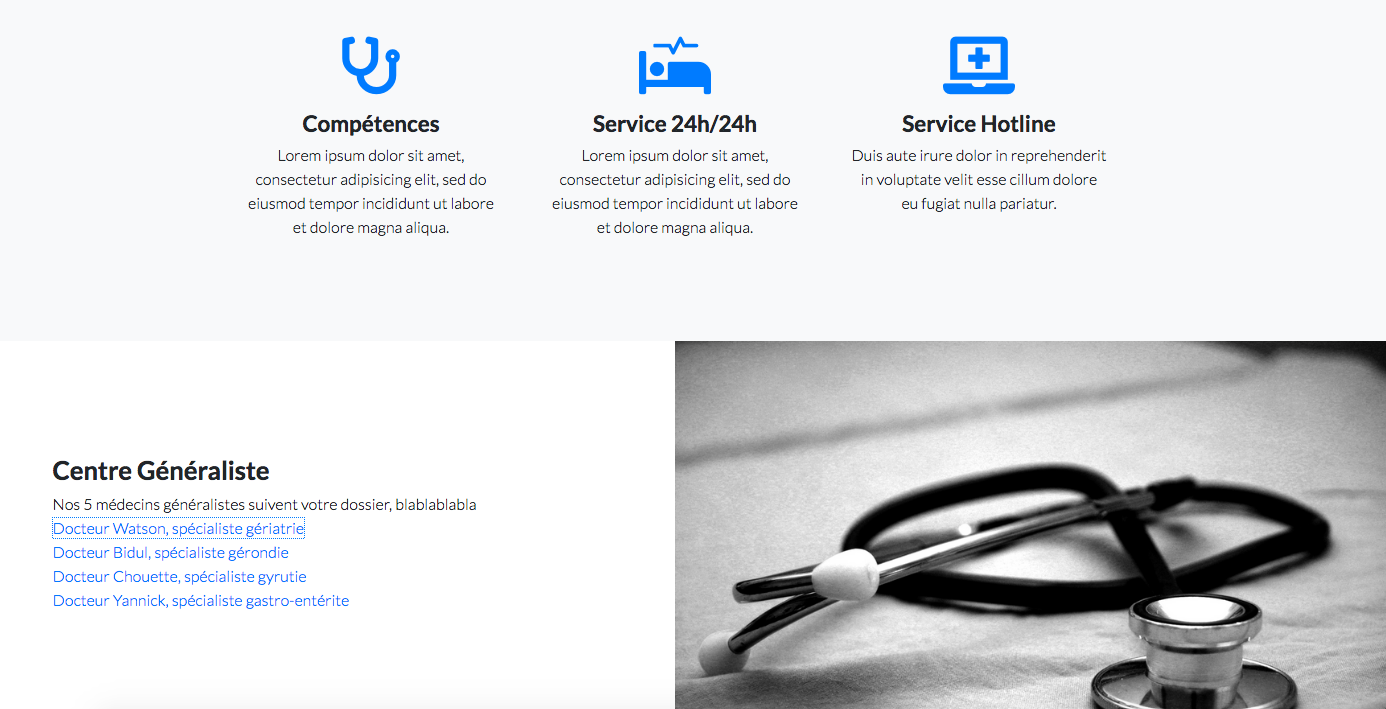 Compétences
Lorem ipsum dolor sit amet,
consectetur adipisicing elit, sed do
eiusmod tempor incididunt ut labore
et dolore magna aliqua.
Service 24h/24h
Lorem ipsum dolor sit amet,
consectetur adipisicing elit, sed do
eiusmod tempor incididunt ut labore
et dolore magna aliqua.
Service Hotline
Duis aute irure dolor in reprehenderit
in voluptate velit esse cillum dolore
eu fugiat nulla pariatur.
Centre Généraliste
Nos 5 médecins généralistes suivent votre dossier, blablablabla
Docteur Watson, spécialiste gériatrie
Docteur Bidul, spécialiste gérondie
Docteur Chouette, spécialiste gyrutie
Docteur Yannick, spécialiste gastro-entérite